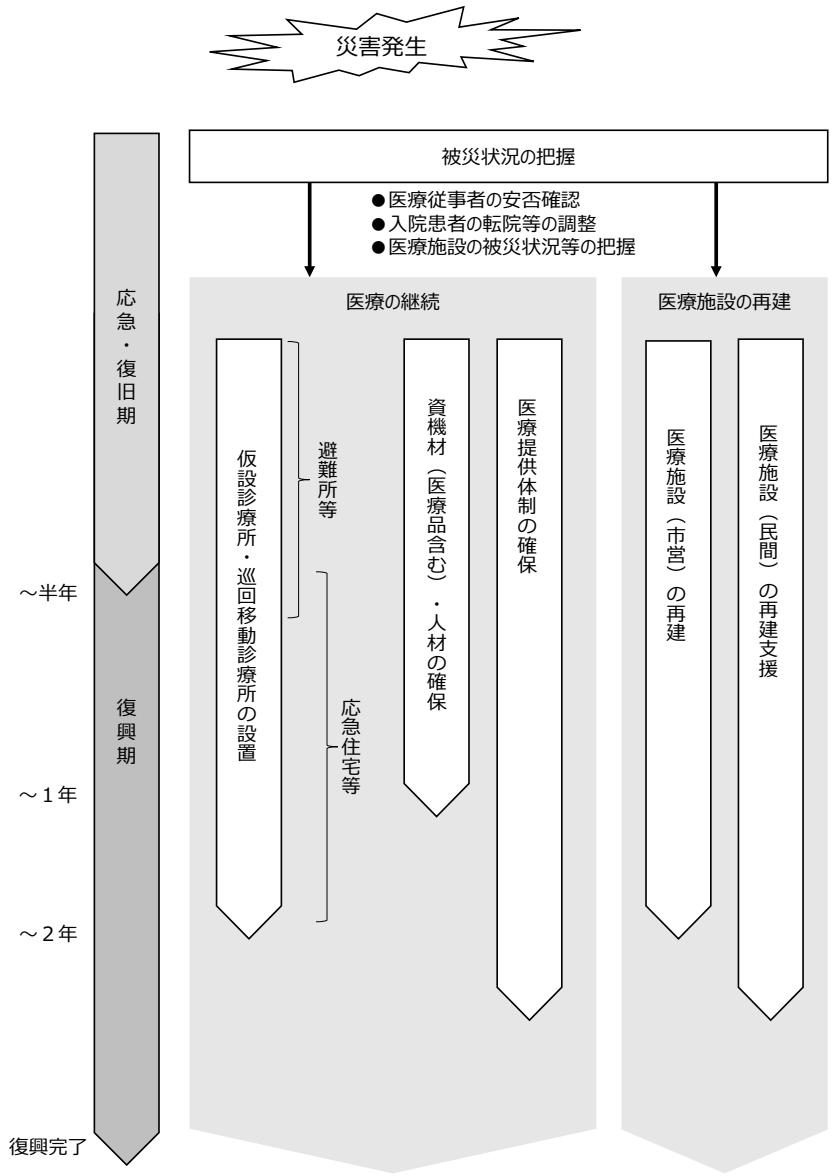 災害発生
被災状況の把握
●医療従事者の安否確認
●入院患者の転院等の調整
●医療施設の被災状況等の把握
応急・復旧期
～半年
復興期
～１年
～２年
復興完了
医療の継続
仮設診療所・巡回移動診療所の設置
避難所等
応急住宅等
資機材（医療品含む）・人材の確保
医療提供体制の確保
医療施設の再建
医療施設（市営）の再建
医療施設（民間）の再建支援